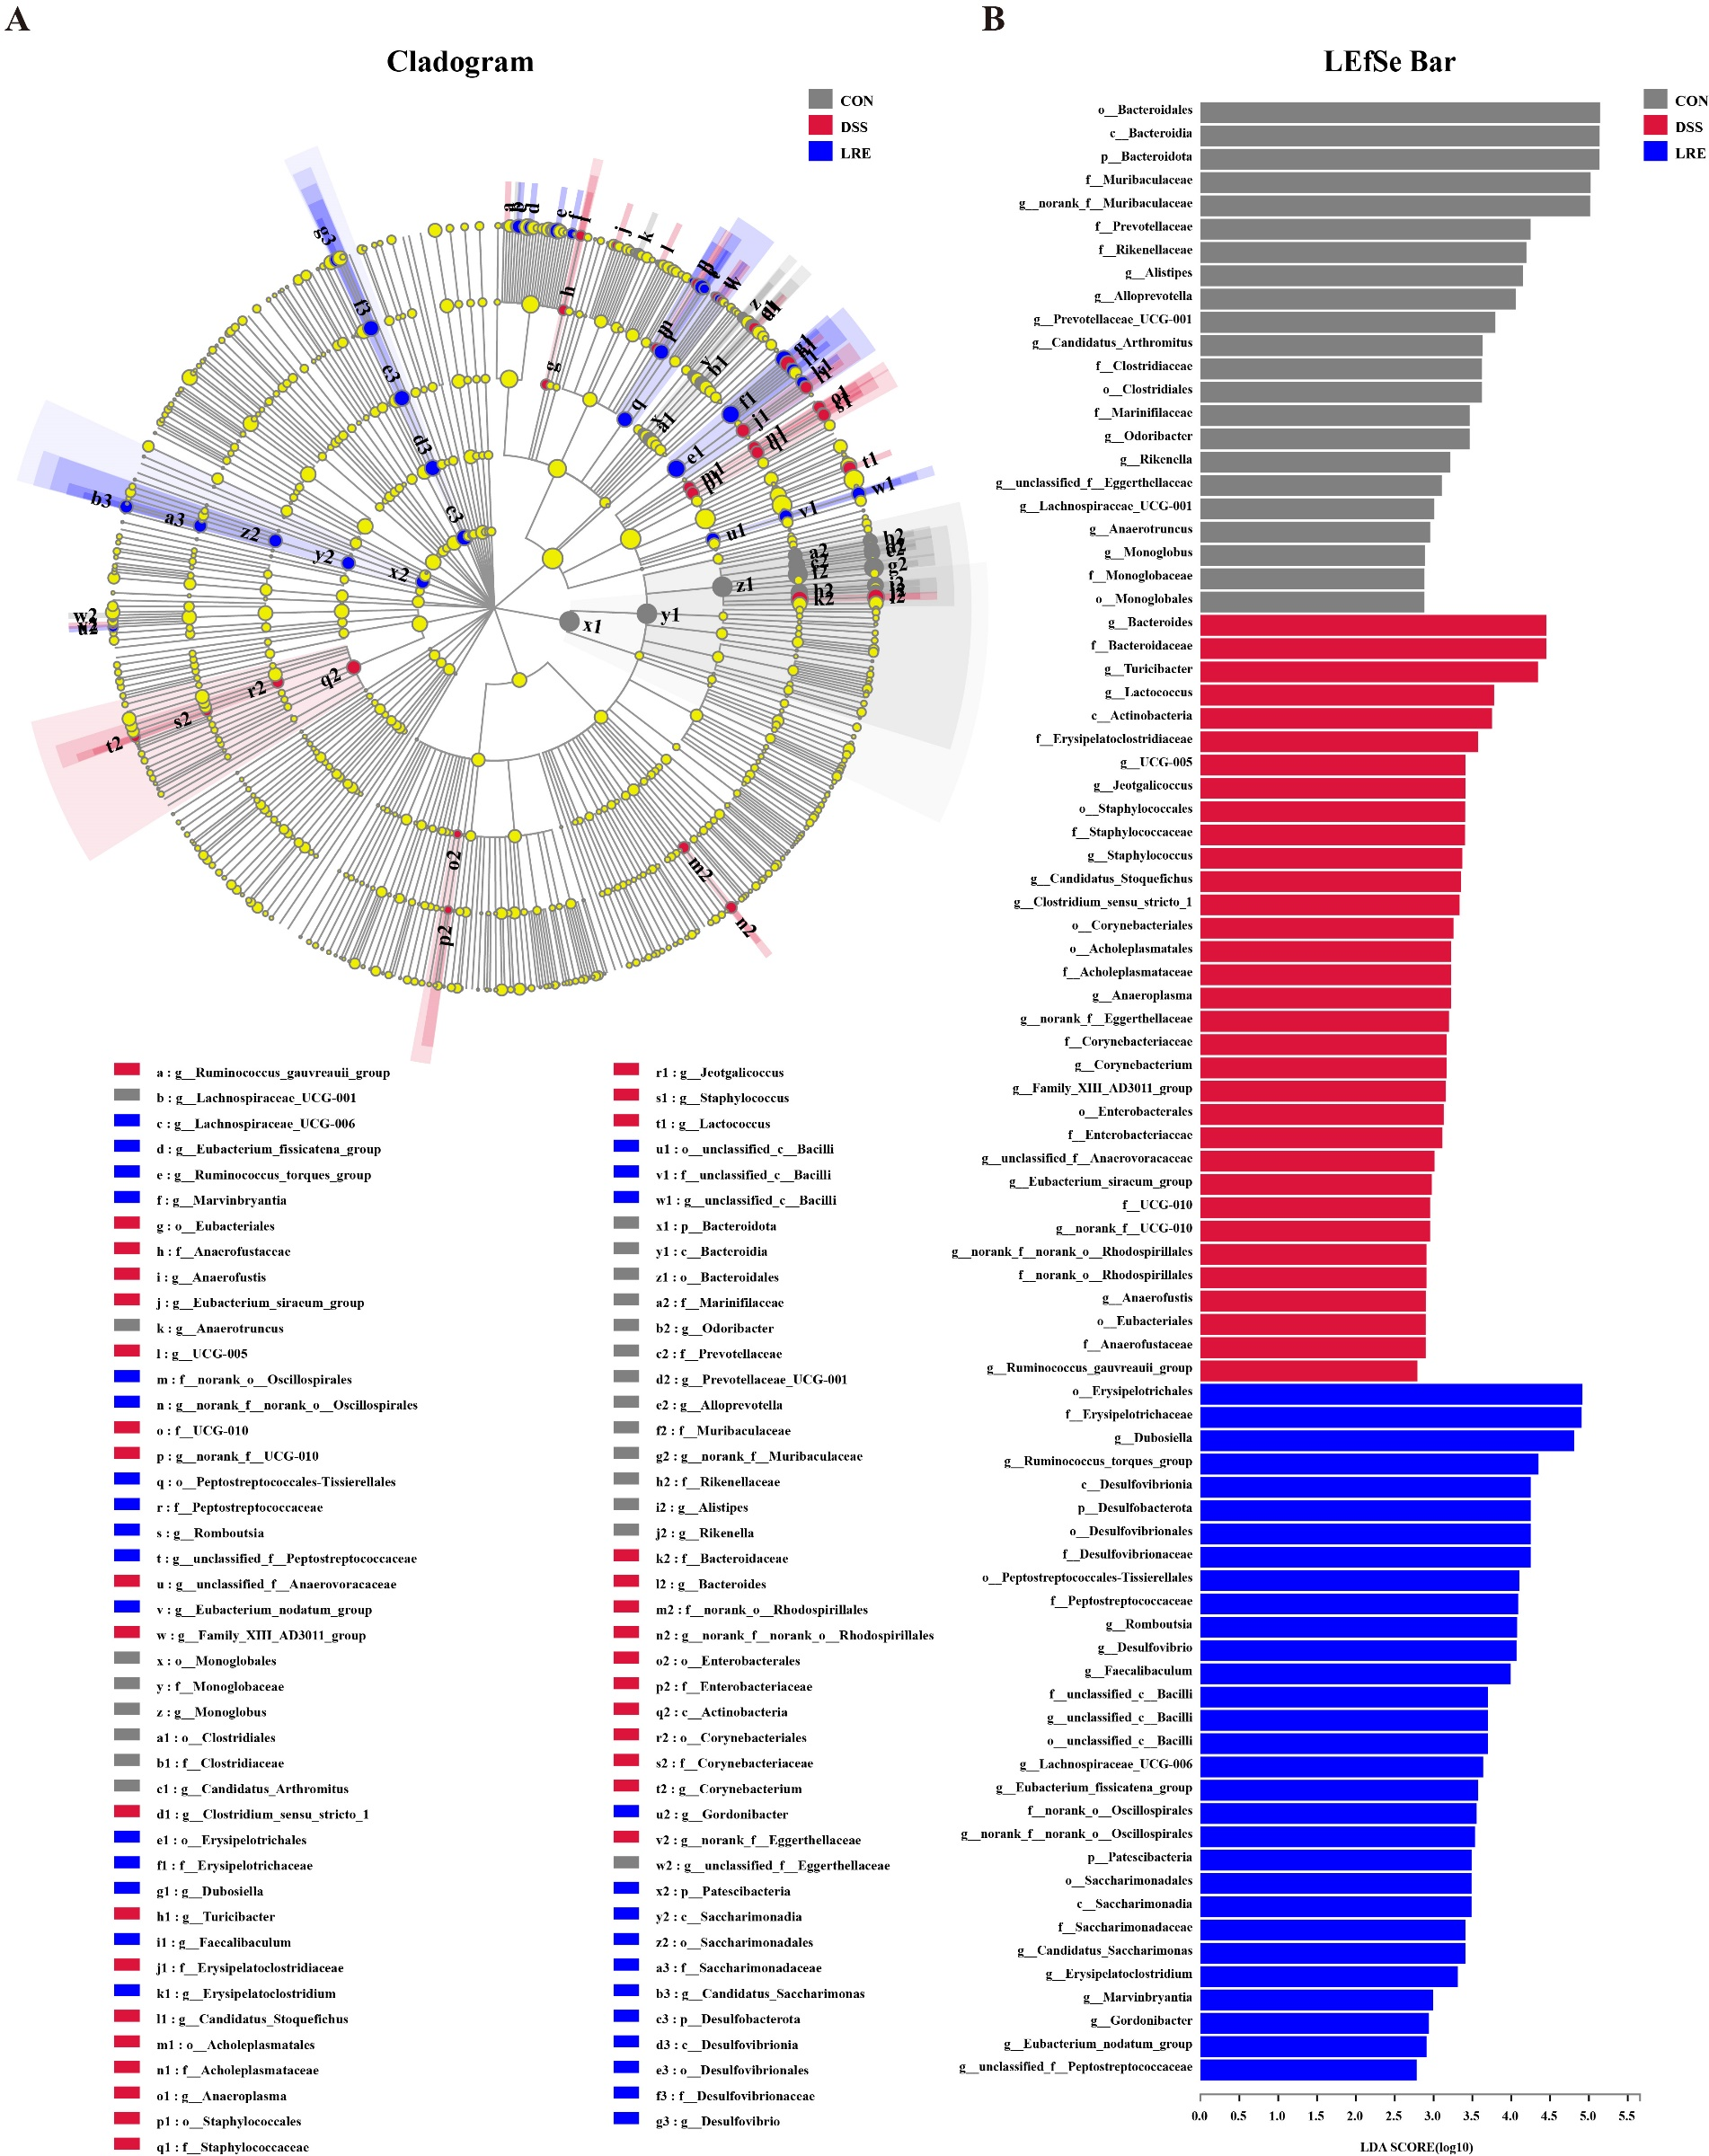 A
Cladogram
CON
DSS
LRE
a : g__Ruminococcus_gauvreauii_group
b : g__Lachnospiraceae_UCG-001
c : g__Lachnospiraceae_UCG-006
d : g__Eubacterium_fissicatena_group
e : g__Ruminococcus_torques_group
f : g__Marvinbryantia
g : o__Eubacteriales
h : f__Anaerofustaceae
i : g__Anaerofustis
j : g__Eubacterium_siraeum_group
k : g__Anaerotruncus
l : g__UCG-005
m : f__norank_o__Oscillospirales
n : g__norank_f__norank_o__Oscillospirales
o : f__UCG-010
p : g__norank_f__UCG-010
q : o__Peptostreptococcales-Tissierellales
r : f__Peptostreptococcaceae
s : g__Romboutsia
t : g__unclassified_f__Peptostreptococcaceae
u : g__unclassified_f__Anaerovoracaceae
v : g__Eubacterium_nodatum_group
w : g__Family_XIII_AD3011_group
x : o__Monoglobales
y : f__Monoglobaceae
z : g__Monoglobus
a1 : o__Clostridiales
b1 : f__Clostridiaceae
c1 : g__Candidatus_Arthromitus
d1 : g__Clostridium_sensu_stricto_1
e1 : o__Erysipelotrichales
f1 : f__Erysipelotrichaceae
g1 : g__Dubosiella
h1 : g__Turicibacter
i1 : g__Faecalibaculum
j1 : f__Erysipelatoclostridiaceae
k1 : g__Erysipelatoclostridium
l1 : g__Candidatus_Stoquefichus
m1 : o__Acholeplasmatales
n1 : f__Acholeplasmataceae
o1 : g__Anaeroplasma
p1 : o__Staphylococcales
q1 : f__Staphylococcaceae
r1 : g__Jeotgalicoccus
s1 : g__Staphylococcus
t1 : g__Lactococcus
u1 : o__unclassified_c__Bacilli
v1 : f__unclassified_c__Bacilli
w1 : g__unclassified_c__Bacilli
x1 : p__Bacteroidota
y1 : c__Bacteroidia
z1 : o__Bacteroidales
a2 : f__Marinifilaceae
b2 : g__Odoribacter
c2 : f__Prevotellaceae
d2 : g__Prevotellaceae_UCG-001
e2 : g__Alloprevotella
f2 : f__Muribaculaceae
g2 : g__norank_f__Muribaculaceae
h2 : f__Rikenellaceae
i2 : g__Alistipes
j2 : g__Rikenella
k2 : f__Bacteroidaceae
l2 : g__Bacteroides
m2 : f__norank_o__Rhodospirillales
n2 : g__norank_f__norank_o__Rhodospirillales
o2 : o__Enterobacterales
p2 : f__Enterobacteriaceae
q2 : c__Actinobacteria
r2 : o__Corynebacteriales
s2 : f__Corynebacteriaceae
t2 : g__Corynebacterium
u2 : g__Gordonibacter
v2 : g__norank_f__Eggerthellaceae
w2 : g__unclassified_f__Eggerthellaceae
x2 : p__Patescibacteria
y2 : c__Saccharimonadia
z2 : o__Saccharimonadales
a3 : f__Saccharimonadaceae
b3 : g__Candidatus_Saccharimonas
c3 : p__Desulfobacterota
d3 : c__Desulfovibrionia
e3 : o__Desulfovibrionales
f3 : f__Desulfovibrionaceae
g3 : g__Desulfovibrio
B
LEfSe Bar
CON
DSS
LRE
o__Bacteroidales
c__Bacteroidia
p__Bacteroidota
f__Muribaculaceae
g__norank_f__Muribaculaceae
f__Prevotellaceae
f__Rikenellaceae
g__Alistipes
g__Alloprevotella
g__Prevotellaceae_UCG-001
g__Candidatus_Arthromitus
f__Clostridiaceae
o__Clostridiales
f__Marinifilaceae
g__Odoribacter
g__Rikenella
g__unclassified_f__Eggerthellaceae
g__Lachnospiraceae_UCG-001
g__Anaerotruncus
g__Monoglobus
f__Monoglobaceae
o__Monoglobales
g__Bacteroides
f__Bacteroidaceae
g__Turicibacter
g__Lactococcus
c__Actinobacteria
f__Erysipelatoclostridiaceae
g__UCG-005
g__Jeotgalicoccus
o__Staphylococcales
f__Staphylococcaceae
g__Staphylococcus
g__Candidatus_Stoquefichus
g__Clostridium_sensu_stricto_1
o__Corynebacteriales
o__Acholeplasmatales
f__Acholeplasmataceae
g__Anaeroplasma
g__norank_f__Eggerthellaceae
f__Corynebacteriaceae
g__Corynebacterium
g__Family_XIII_AD3011_group
o__Enterobacterales
f__Enterobacteriaceae
g__unclassified_f__Anaerovoracaceae
g__Eubacterium_siraeum_group
f__UCG-010
g__norank_f__UCG-010
g__norank_f__norank_o__Rhodospirillales
f__norank_o__Rhodospirillales
g__Anaerofustis
o__Eubacteriales
f__Anaerofustaceae
g__Ruminococcus_gauvreauii_group
o__Erysipelotrichales
f__Erysipelotrichaceae
g__Dubosiella
g__Ruminococcus_torques_group
c__Desulfovibrionia
p__Desulfobacterota
o__Desulfovibrionales
f__Desulfovibrionaceae
o__Peptostreptococcales-Tissierellales
f__Peptostreptococcaceae
g__Romboutsia
g__Desulfovibrio
g__Faecalibaculum
f__unclassified_c__Bacilli
g__unclassified_c__Bacilli
o__unclassified_c__Bacilli
g__Lachnospiraceae_UCG-006
g__Eubacterium_fissicatena_group
f__norank_o__Oscillospirales
g__norank_f__norank_o__Oscillospirales
p__Patescibacteria
o__Saccharimonadales
c__Saccharimonadia
f__Saccharimonadaceae
g__Candidatus_Saccharimonas
g__Erysipelatoclostridium
g__Marvinbryantia
g__Gordonibacter
g__Eubacterium_nodatum_group
g__unclassified_f__Peptostreptococcaceae
0.0 0.5 1.0 1.5 2.0 2.5 3.0 3.5 4.0 4.5 5.0 5.5
LDA SCORE(log10)